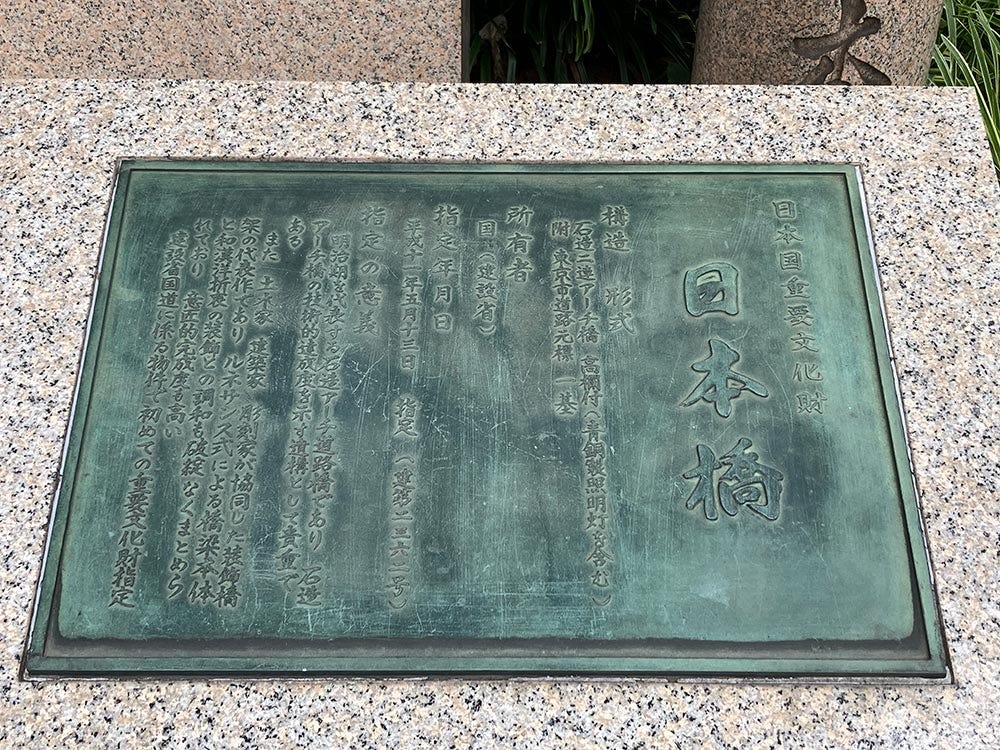 日本国重要文化財
日本橋
構造 形式
石造二連アーチ橋 高欄付(青銅製照明灯を含む)
附 東京市道路元標 一基
所有者
国(建設省)
指定年月日
平成十一年五月十三日 指定(建第二三六二号)
指定の意義
明治期を代表する石造アーチ道路橋であり 石造
アーチ橋の技術的達成度を示す遺構として貴重で
ある
また 土木家 建築家 彫刻家が協同した装飾橋
架の代表作であり ルネサンス式による橋梁本体
と和漢洋折衷の装飾との調和も破綻なくまとめら
れており 意匠的完成度も高い
建設省国道に係る物件で初めての重要文化財指定